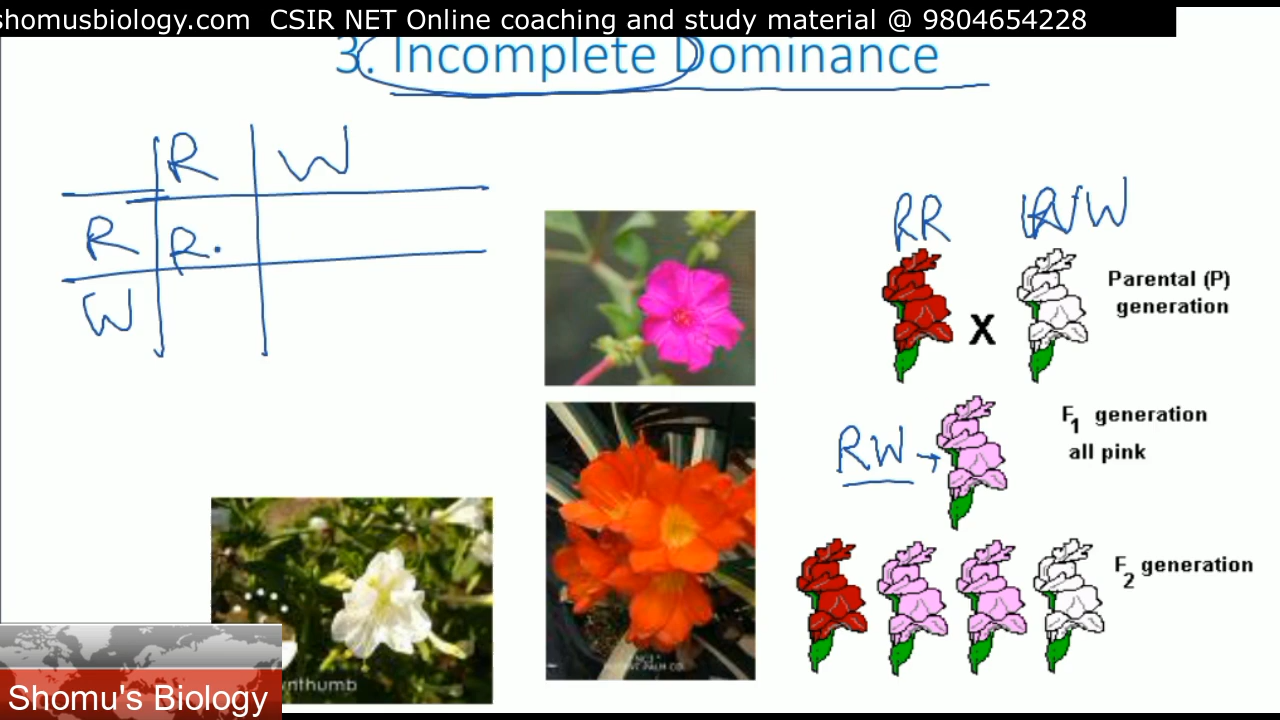 shomusbiology.com CSIR NET Online coaching and study material @ 9804654228
3. Incomplete Dominance
R W
R R.
W
RR WW
Parental (P)
generation
X
F1 generation
all pink
RW →
F2 generation
Shomu's Biology